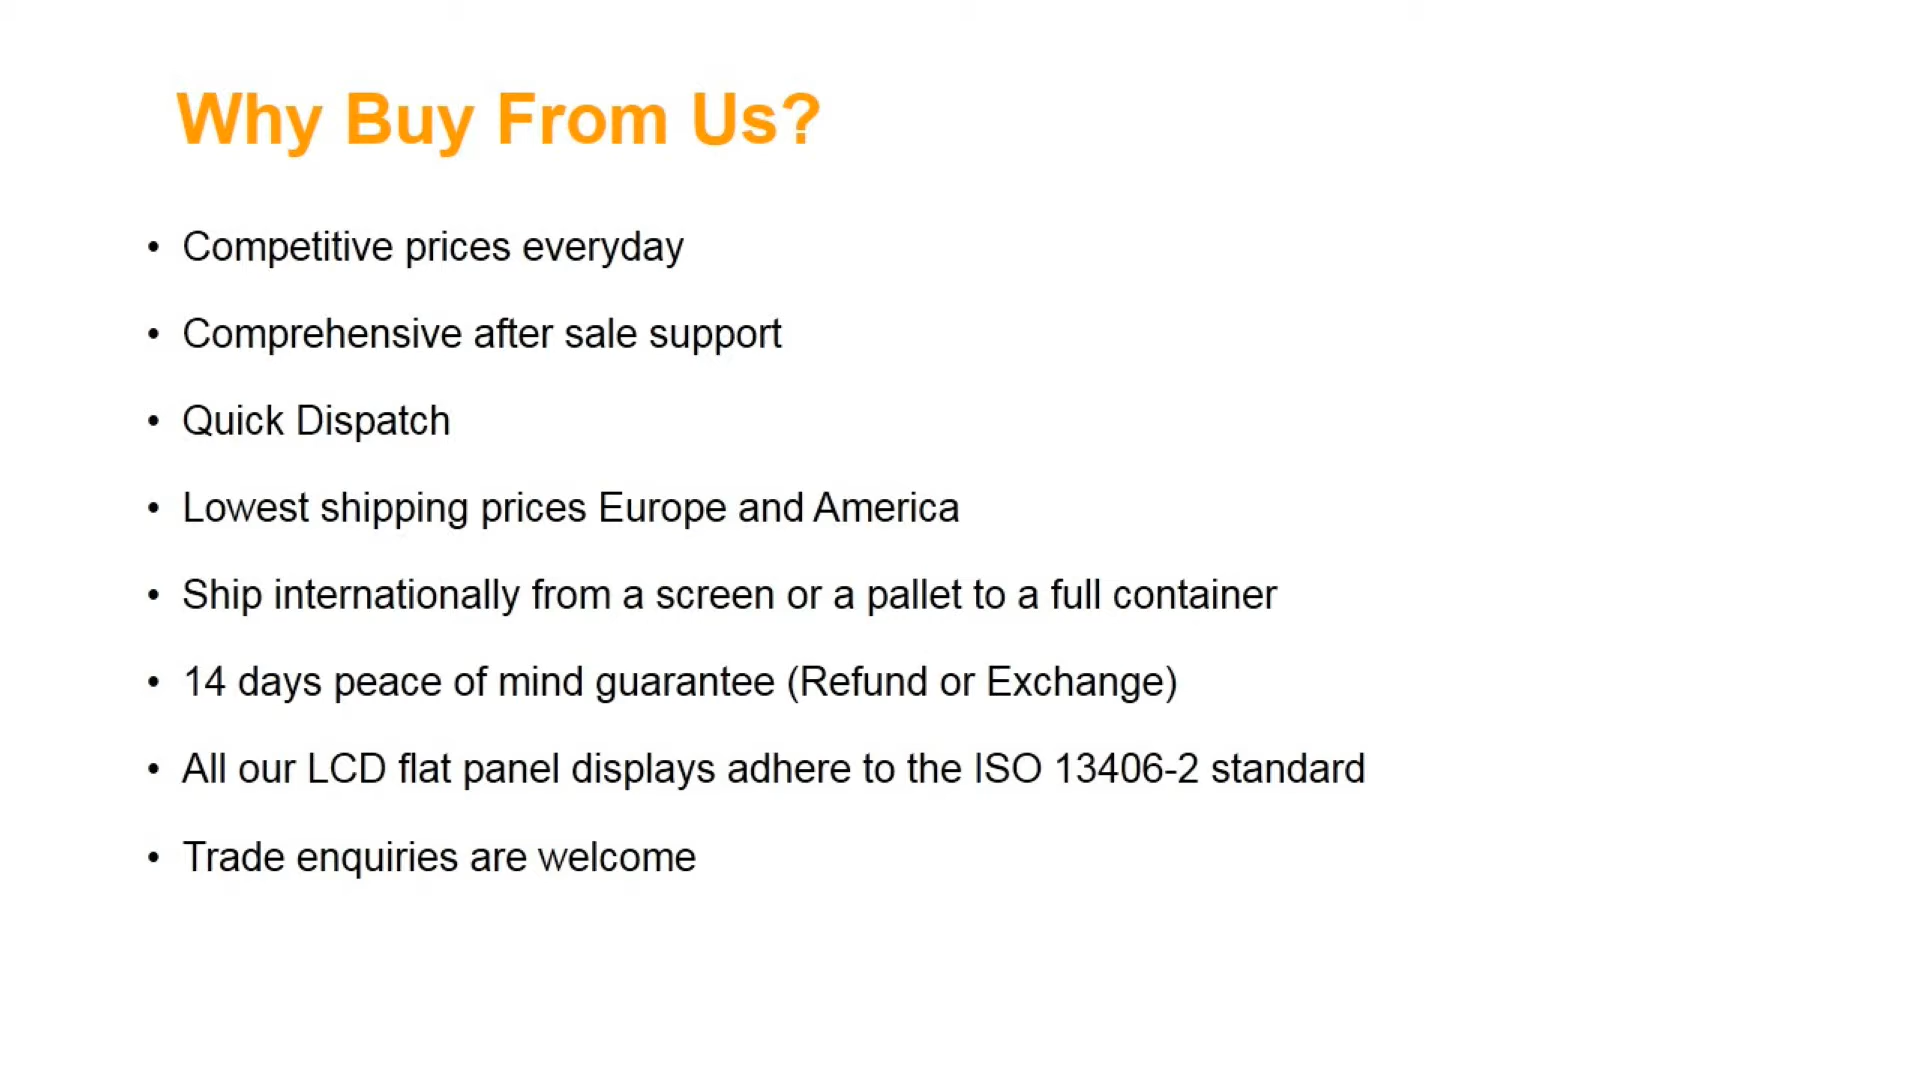 Why Buy From Us?
• Competitive prices everyday
• Comprehensive after sale support
• Quick Dispatch
• Lowest shipping prices Europe and America
• Ship internationally from a screen or a pallet to a full container
• 14 days peace of mind guarantee (Refund or Exchange)
• All our LCD flat panel displays adhere to the ISO 13406-2 standard
• Trade enquiries are welcome